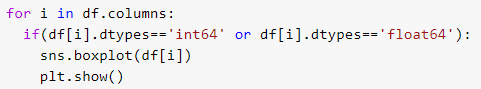 for i in df.columns:
  if(df[i].dtypes=='int64' or df[i].dtypes=='float64'):
    sns.boxplot(df[i])
    plt.show()